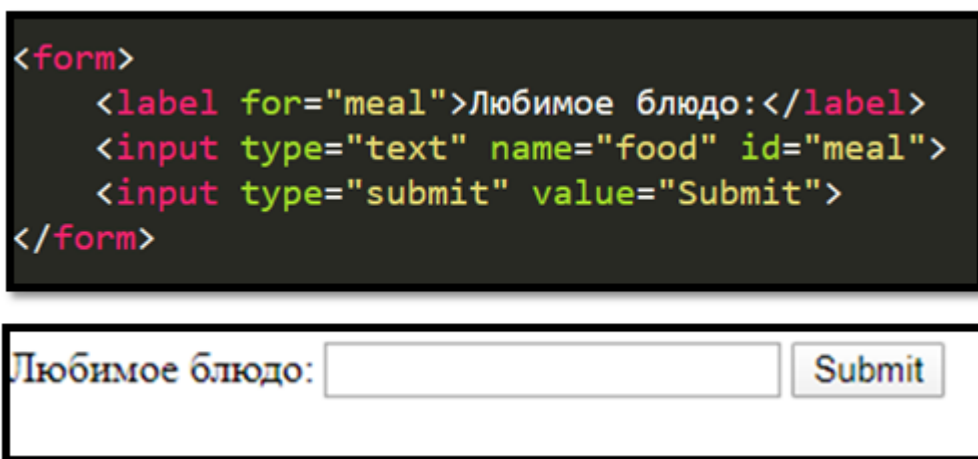 <form>
<label for="meal">Любимое блюдо:</label>
<input type="text" name="food" id="meal">
<input type="submit" value="Submit">
</form>
Любимое блюдо: Submit